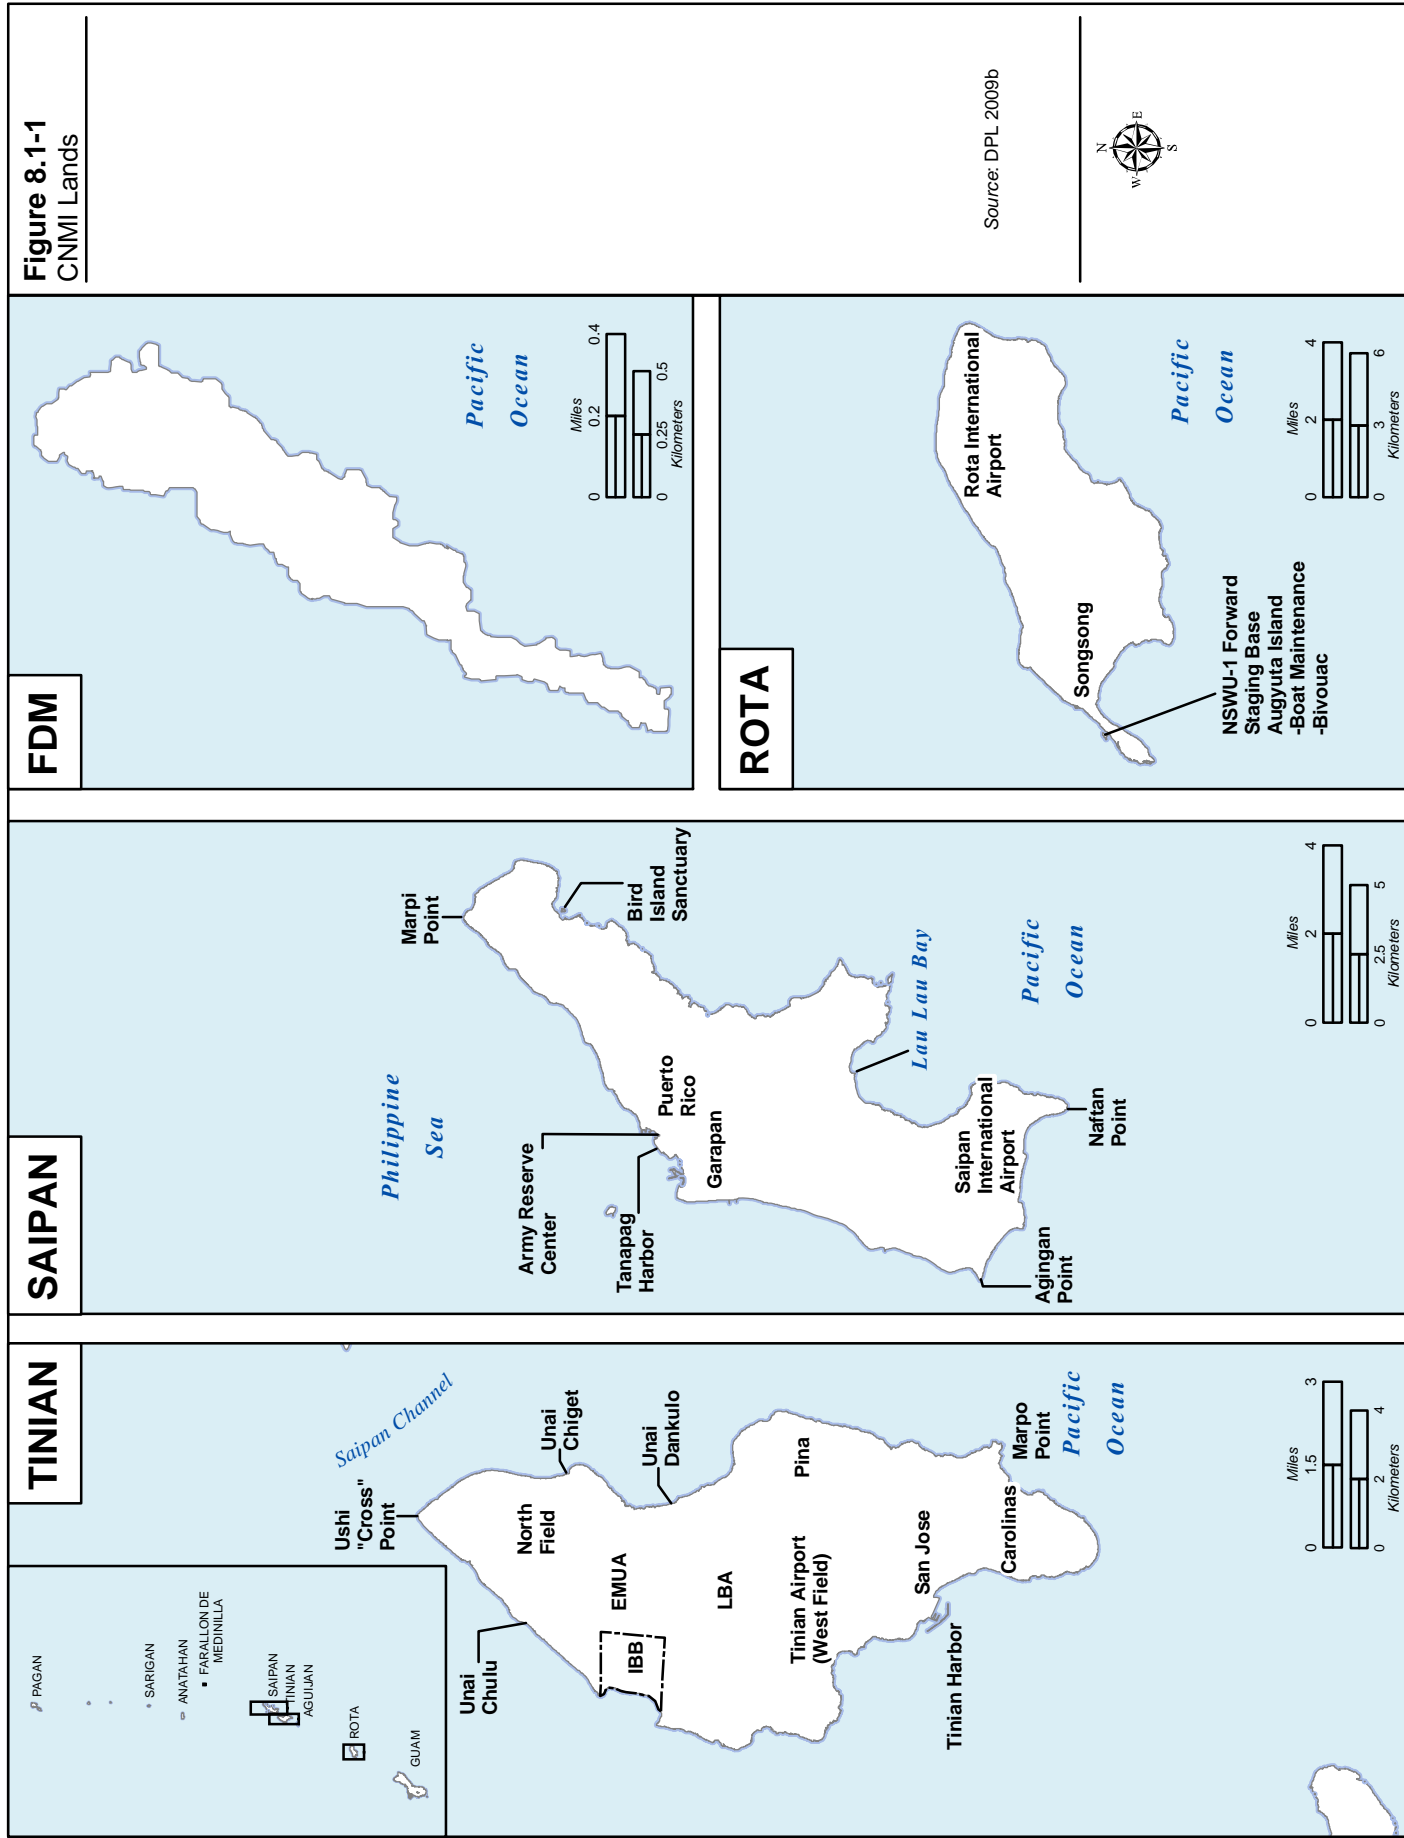 Figure 8.1-1
CNMI Lands
Source: DPL 2009b
N
W
E
S
TINIAN
PAGAN
SARIGAN
ANATAHAN
FARALLON DE
MEDINILLA
SAIPAN
TINIAN
AGUIJAN
ROTA
GUAM
Saipan Channel
Ushi
"Cross"
Point
Unai
Chulu
North
Field
Unai
Chiget
EMUA
IBB
Unai
Dankulo
LBA
Tinian Airport
(West Field)
Pina
San Jose
Tinian Harbor
Carolinas
Marpo
Point
Pacific
Ocean
Miles
0 1.5 3
0 2 4
Kilometers
SAIPAN
Philippine
Sea
Marpi
Point
Bird
Island
Sanctuary
Army Reserve
Center
Tanapag
Harbor
Puerto
Rico
Garapan
Lau Lau Bay
Pacific
Ocean
Saipan
International
Airport
Agingan
Point
Naftan
Point
Miles
0 2 4
0 2.5 5
Kilometers
FDM
Pacific
Ocean
Miles
0 0.2 0.4
0 0.25 0.5
Kilometers
ROTA
Rota International
Airport
Songsong
NSWU-1 Forward
Staging Base
Augyuta Island
-Boat Maintenance
-Bivouac
Pacific
Ocean
Miles
0 2 4
0 3 6
Kilometers